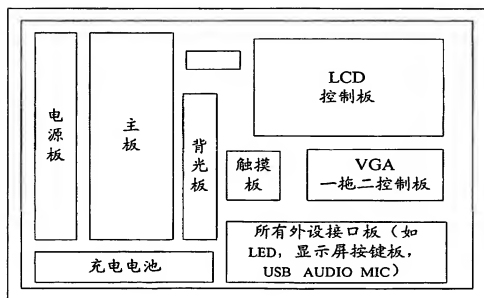 电源板
主板
背光板
LCD
控制板
触摸
板
VGA
一拖二控制板
所有外设接口板（如
LED，显示屏按键板，
USB AUDIO MIC）
充电电池